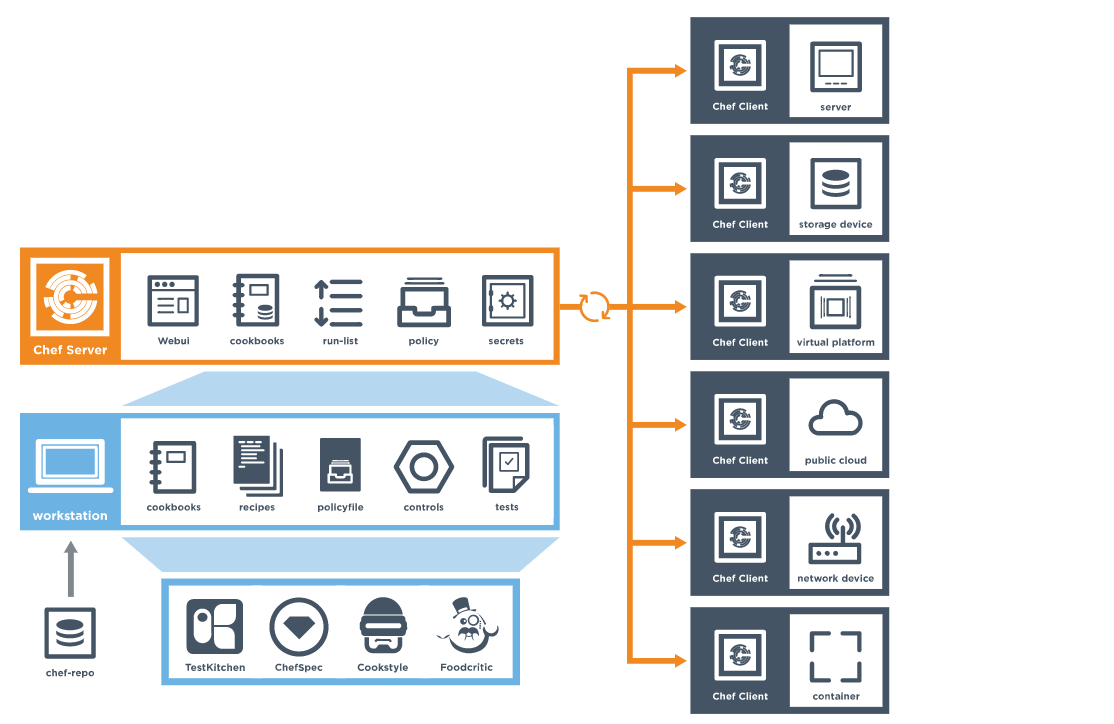 Chef Client
server
Chef Client
storage device
Chef Client
virtual platform
Chef Client
public cloud
Chef Client
network device
Chef Client
container
Chef Server
Webui
cookbooks
run-list
policy
secrets
workstation
cookbooks
recipes
policyfile
controls
tests
chef-repo
TestKitchen
ChefSpec
Cookstyle
Foodcritic